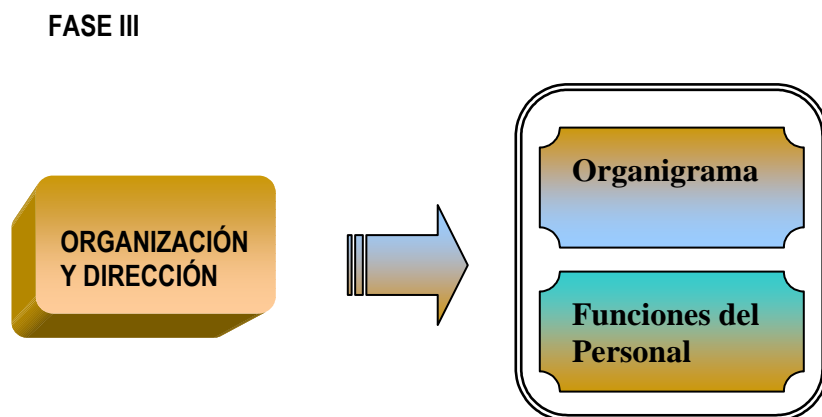 FASE III
ORGANIZACIÓN
Y DIRECCIÓN
Organigrama
Funciones del
Personal